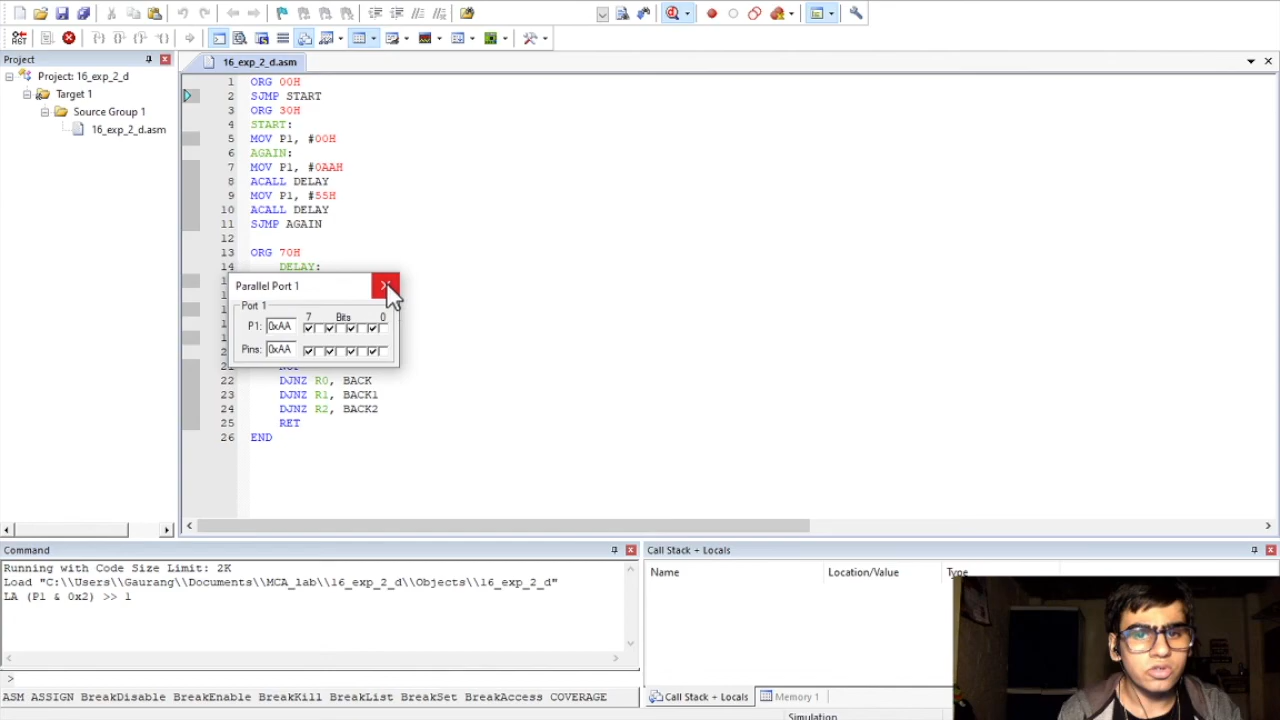 Project
16_exp_2_d.asm
Project: 16_exp_2_d
Target 1
Source Group 1
16_exp_2_d.asm
1 ORG 00H
2 SJMP START
3 ORG 30H
4 START:
5 MOV P1, #00H
6 AGAIN:
7 MOV P1, #0AAH
8 ACALL DELAY
9 MOV P1, #55H
10 ACALL DELAY
11 SJMP AGAIN
12
13 ORG 70H
14 DELAY:
Parallel Port 1
Port 1
7 Bits 0
P1: 0xAA
Pins: 0xAA
22 DJNZ R0, BACK
23 DJNZ R1, BACK1
24 DJNZ R2, BACK2
25 RET
26 END
Command
Running with Code Size Limit: 2K
Load "C:\\Users\\Gaurang\\Documents\\MCA_lab\\16_exp_2_d\\Objects\\16_exp_2_d"
LA (P1 & 0x2) >> 1
>
ASM ASSIGN BreakDisable BreakEnable BreakKill BreakList BreakSet BreakAccess COVERAGE
Call Stack + Locals
Name Location/Value Type
Call Stack + Locals Memory 1
Simulation